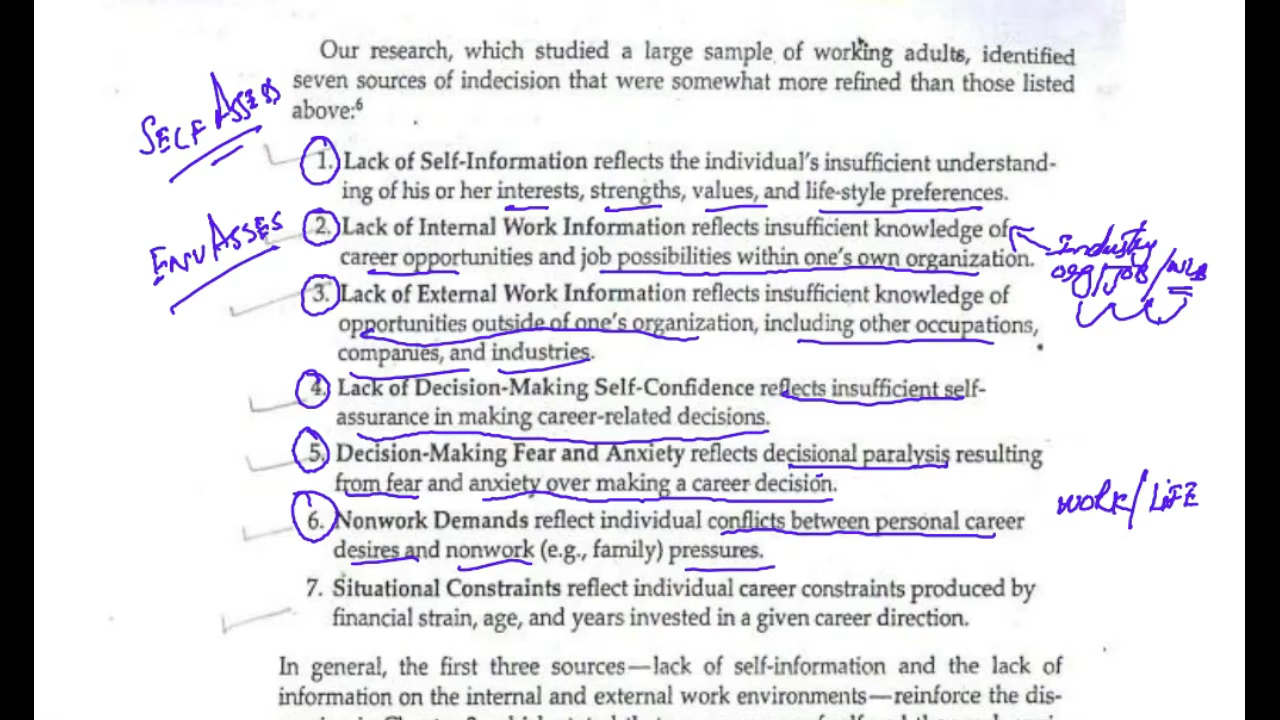 Our research, which studied a large sample of working adults, identified
seven sources of indecision that were somewhat more refined than those listed
above:6
SELF ASSESS
1. Lack of Self-Information reflects the individual's insufficient understand-
ing of his or her interests, strengths, values, and life-style preferences.
ENV ASSES
2. Lack of Internal Work Information reflects insufficient knowledge of
career opportunities and job possibilities within one's own organization.
Industry
org/JOB/WLB
3. Lack of External Work Information reflects insufficient knowledge of
opportunities outside of one's organization, including other occupations,
companies, and industries.
4. Lack of Decision-Making Self-Confidence reflects insufficient self-
assurance in making career-related decisions.
5. Decision-Making Fear and Anxiety reflects decisional paralysis resulting
from fear and anxiety over making a career decision.
6. Nonwork Demands reflect individual conflicts between personal career
desires and nonwork (e.g., family) pressures.
WORK/LIFE
7. Situational Constraints reflect individual career constraints produced by
financial strain, age, and years invested in a given career direction.
In general, the first three sources—lack of self-information and the lack of
information on the internal and external work environments—reinforce the dis-